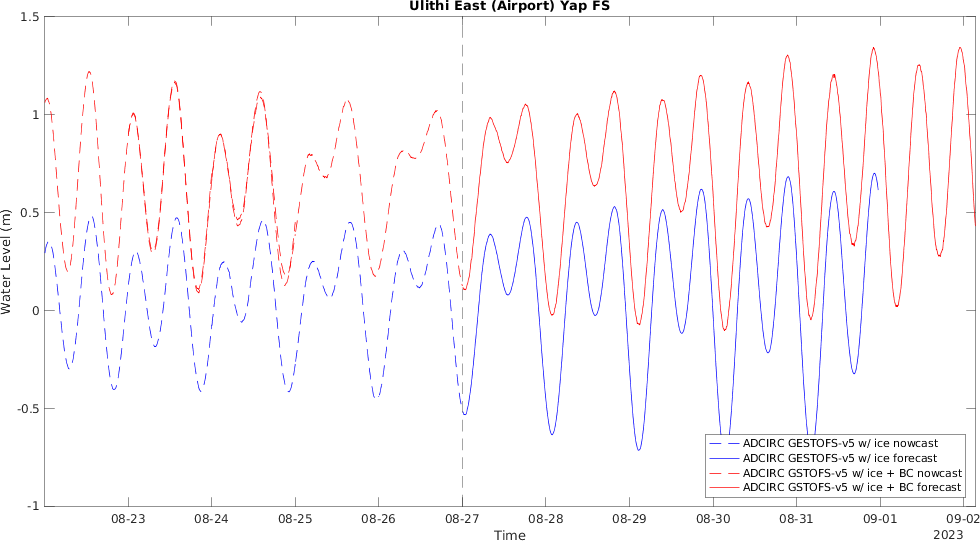 Ulithi East (Airport) Yap FS
1.5
1
0.5
0
-0.5
-1
Water Level (m)
08-23
08-24
08-25
08-26
08-27
08-28
08-29
08-30
08-31
09-01
09-02
2023
Time
ADCIRC GESTOFS-v5 w/ ice nowcast
ADCIRC GESTOFS-v5 w/ ice forecast
ADCIRC GSTOFS-v5 w/ ice + BC nowcast
ADCIRC GSTOFS-v5 w/ ice + BC forecast